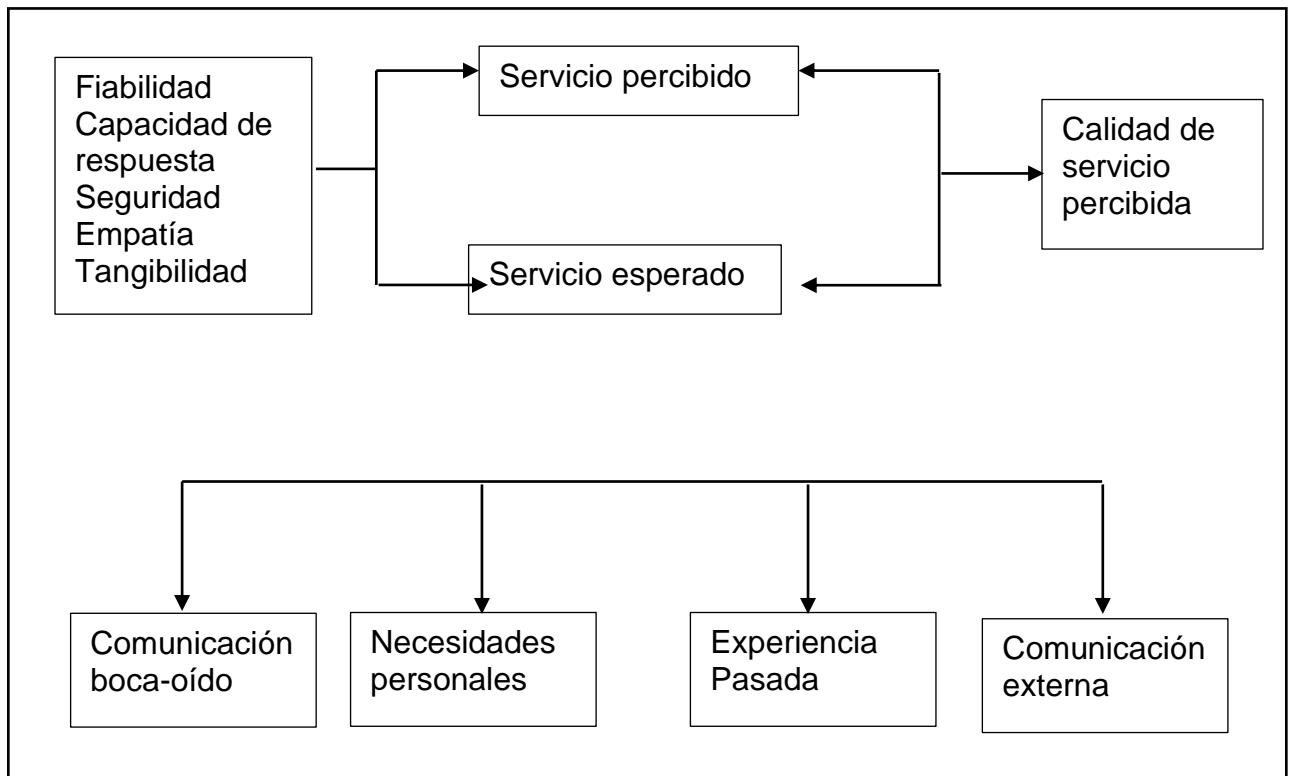 Fiabilidad
Capacidad de
respuesta
Seguridad
Empatía
Tangibilidad
Servicio percibido
Servicio esperado
Calidad de
servicio
percibida
Comunicación
boca-oído
Necesidades
personales
Experiencia
Pasada
Comunicación
externa